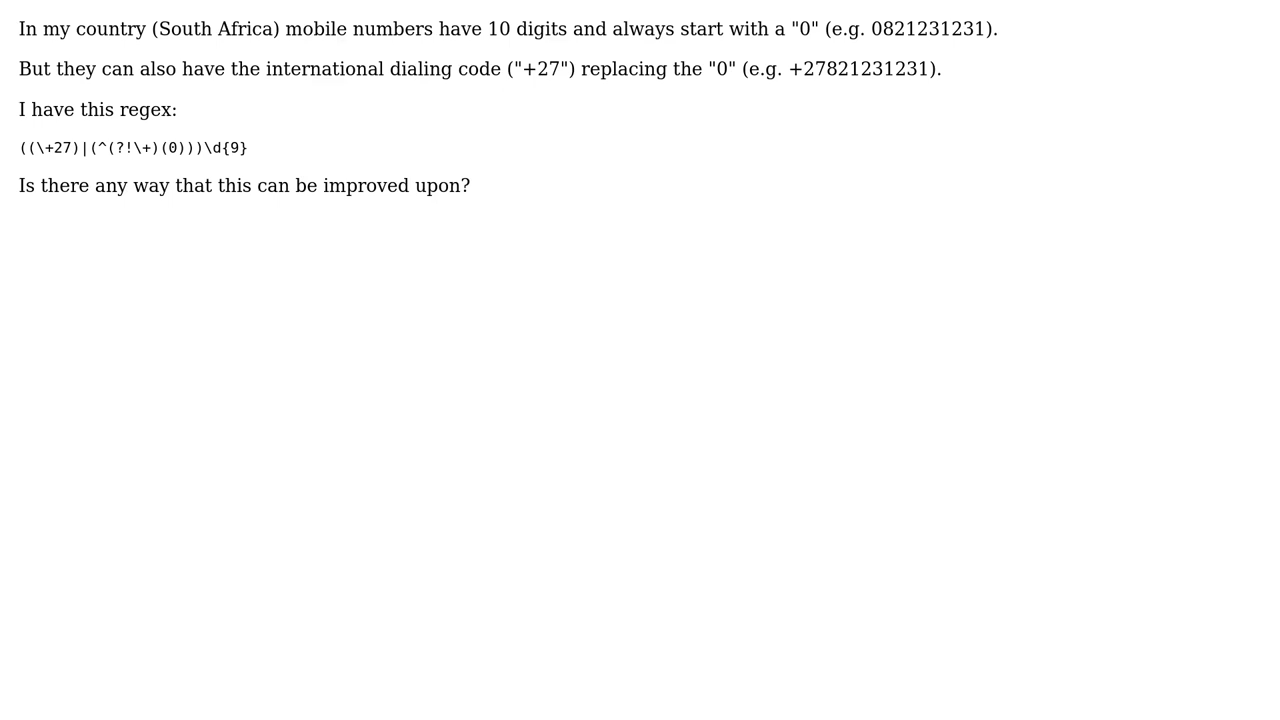 In my country (South Africa) mobile numbers have 10 digits and always start with a "0" (e.g. 0821231231).
But they can also have the international dialing code ("+27") replacing the "0" (e.g. +27821231231).
I have this regex:
((\+27)|(^(?!\+)(0)))\d{9}
Is there any way that this can be improved upon?